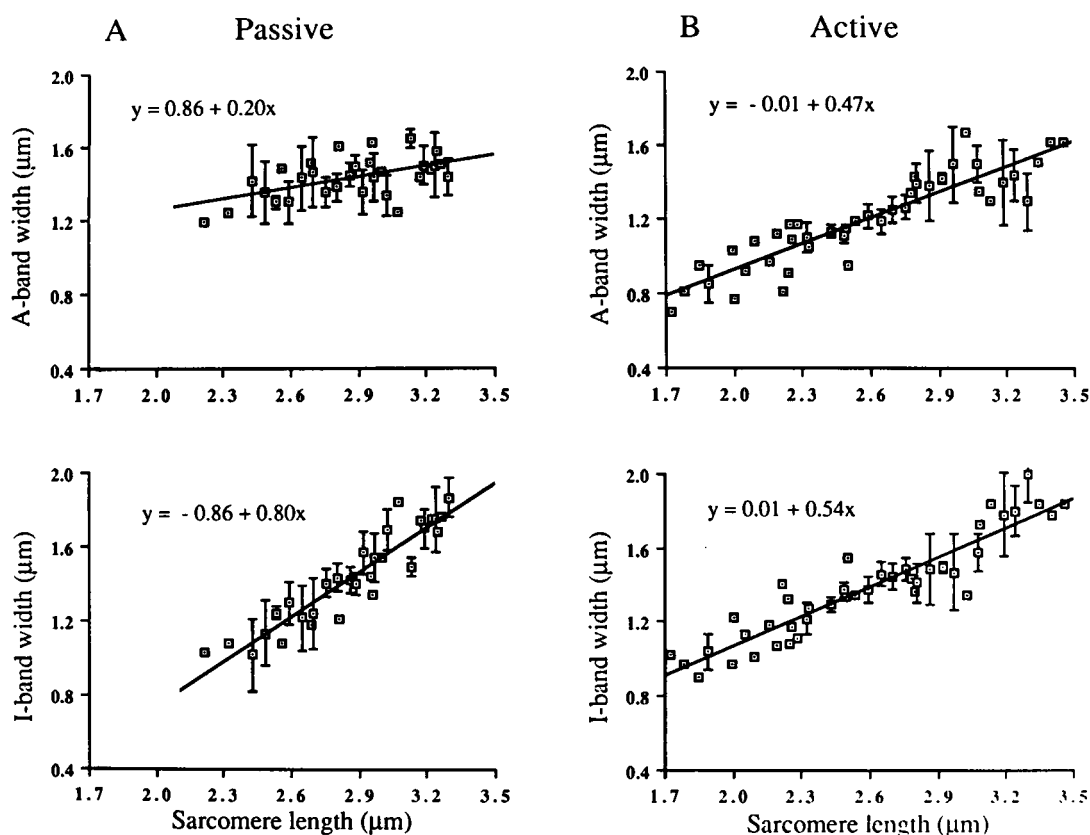 A Passive
B Active
y = 0.86 + 0.20x
A-band width (µm)
2.0
1.6
1.2
0.8
0.4
1.7 2.0 2.3 2.6 2.9 3.2 3.5
y = - 0.01 + 0.47x
A-band width (µm)
2.0
1.6
1.2
0.8
0.4
1.7 2.0 2.3 2.6 2.9 3.2 3.5
y = - 0.86 + 0.80x
I-band width (µm)
2.0
1.6
1.2
0.8
0.4
1.7 2.0 2.3 2.6 2.9 3.2 3.5
Sarcomere length (µm)
y = 0.01 + 0.54x
I-band width (µm)
2.0
1.6
1.2
0.8
0.4
1.7 2.0 2.3 2.6 2.9 3.2 3.5
Sarcomere length (µm)